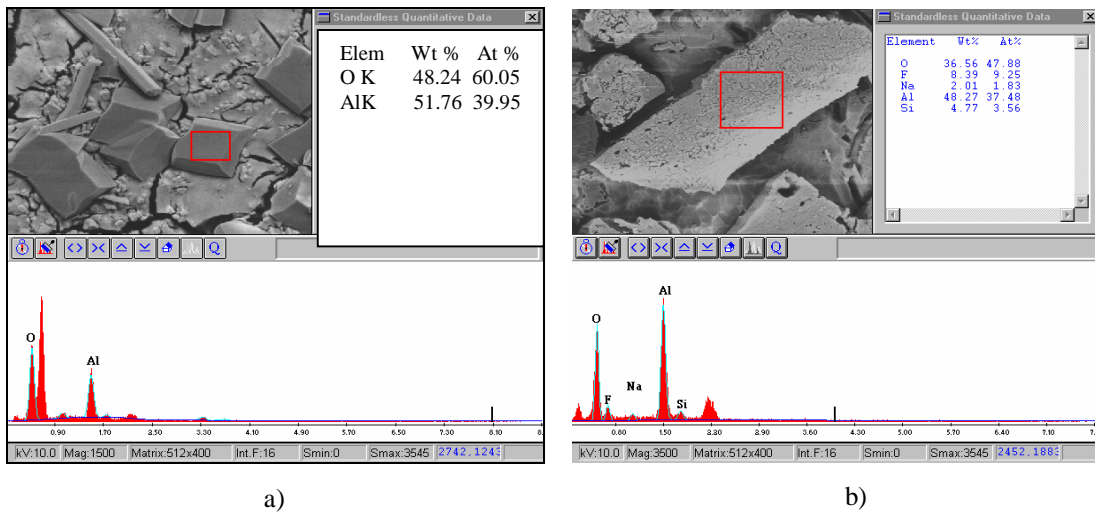 Standardless Quantitative Data
Elem Wt % At %
O K 48.24 60.05
AlK 51.76 39.95
Q
O
Al
0.90 1.70 2.50 3.30 4.10 4.90 5.70 6.50 7.30 8.10 8.
kV:10.0 Mag:1500 Matrix:512x400 Int.F:16 Smin:0 Smax:3545 2742.1243
a)
Standardless Quantitative Data
Element Wt% At%
O 36.56 47.88
F 8.39 9.25
Na 2.01 1.83
Al 48.27 37.48
Si 4.77 3.56
Q
Al
O
Na
F
Si
0.80 1.50 2.20 2.90 3.60 4.30 5.00 5.70 6.40 7.10 7.
kV:10.0 Mag:3500 Matrix:512x400 Int.F:16 Smin:0 Smax:3545 2452.1883
b)